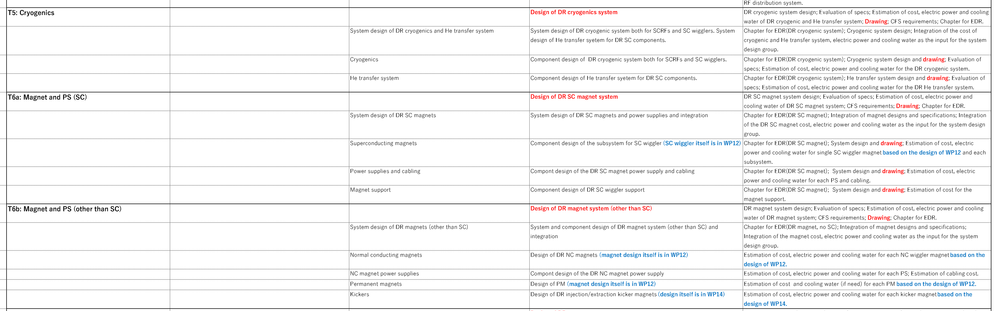 RF distribution system.
T5: Cryogenics
Design of DR cryogenics system
DR cryogenic system design; Evaluation of specs; Estimation of cost, electric power and cooling
water of DR cryogenic and He transfer system; Drawing; CFS requirements; Chapter for EDR.
System design of DR cryogenics and He transfer system
System design of DR cryogenic system both for SCRFs and SC wigglers. System
design of He transfer syetem for DR SC components.
Chapter for EDR(DR cryogenic system); Cryogenic system design; Integration of the cost of
cryogenic and He transfer system, electric power and cooling water as the input for the system
design group.
Cryogenics
Component design of  DR cryogenic system both for SCRFs and SC wigglers.
Chapter for EDR(DR cryogenic system); Cryogenic system design and drawing; Evaluation of
specs; Estimation of cost, electric power and cooling water for the DR cryogenic system.
He transfer system
Component design of He transfer syetem for DR SC components.
Chapter for EDR(DR cryogenic system); He transfer system design and drawing; Evaluation of
specs; Estimation of cost, electric power and cooling water for the DR He transfer system.
T6a: Magnet and PS (SC)
Design of DR SC magnet system
DR SC magnet system design; Evaluation of specs; Estimation of cost, electric power and
cooling water of DR SC magnet system; CFS requirements; Drawing; Chapter for EDR.
System design of DR SC magnets
System design of DR SC magnets and power supplies and integration
Chapter for EDR(DR SC magnet); Integration of magnet designs and specifications; Integration
of the DR SC magnet cost, electric power and cooling water as the input for the system design
group.
Superconducting magnets
Component design of the subsystem for SC wiggler (SC wiggler itself is in WP12)
Chapter for EDR(DR SC magnet); System design and drawing; Estimation of cost, electric
power and cooling water for single SC wiggler magnet based on the design of WP12 and each
subsystem.
Power supplies and cabling
Compont design of the DR SC magnet power supply and cabling
Chapter for EDR(DR SC magnet);  System design and drawing; Estimation of cost, electric
power and cooling water for each PS and cabling.
Magnet support
Component design of DR SC wiggler support
Chapter for EDR(DR SC magnet);  System design and drawing; Estimation of cost for the
magnet support.
T6b: Magnet and PS (other than SC)
Design of DR magnet system (other than SC)
DR magnet system design; Evaluation of specs; Estimation of cost, electric power and cooling
water of DR magnet system; CFS requirements; Drawing; Chapter for EDR.
System design of DR magnets (other than SC)
System and component design of DR magnet system (other than SC) and
integration
Chapter for EDR(DR magnet, no SC); Integration of magnet designs and specifications;
Integration of the magnet cost, electric power and cooling water as the input for the system
design group.
Normal conducting magnets
Design of DR NC magnets (magnet design itself is in WP12)
Estimation of cost, electric power and cooling water for each NC wiggler magnet based on the
design of WP12.
NC magnet power supplies
Compont design of the DR NC magnet power supply
Estimation of cost, electric power and cooling water for each PS; Estimation of cabling cost.
Permanent magnets
Design of PM (magnet design itself is in WP12)
Estimation of cost  and cooling water (if need) for each PM based on the design of WP12.
Kickers
Design of DR injection/extraction kicker magnets (design itself is in WP14)
Estimation of cost, electric power and cooling water for each kicker magnet based on the
design of WP14.